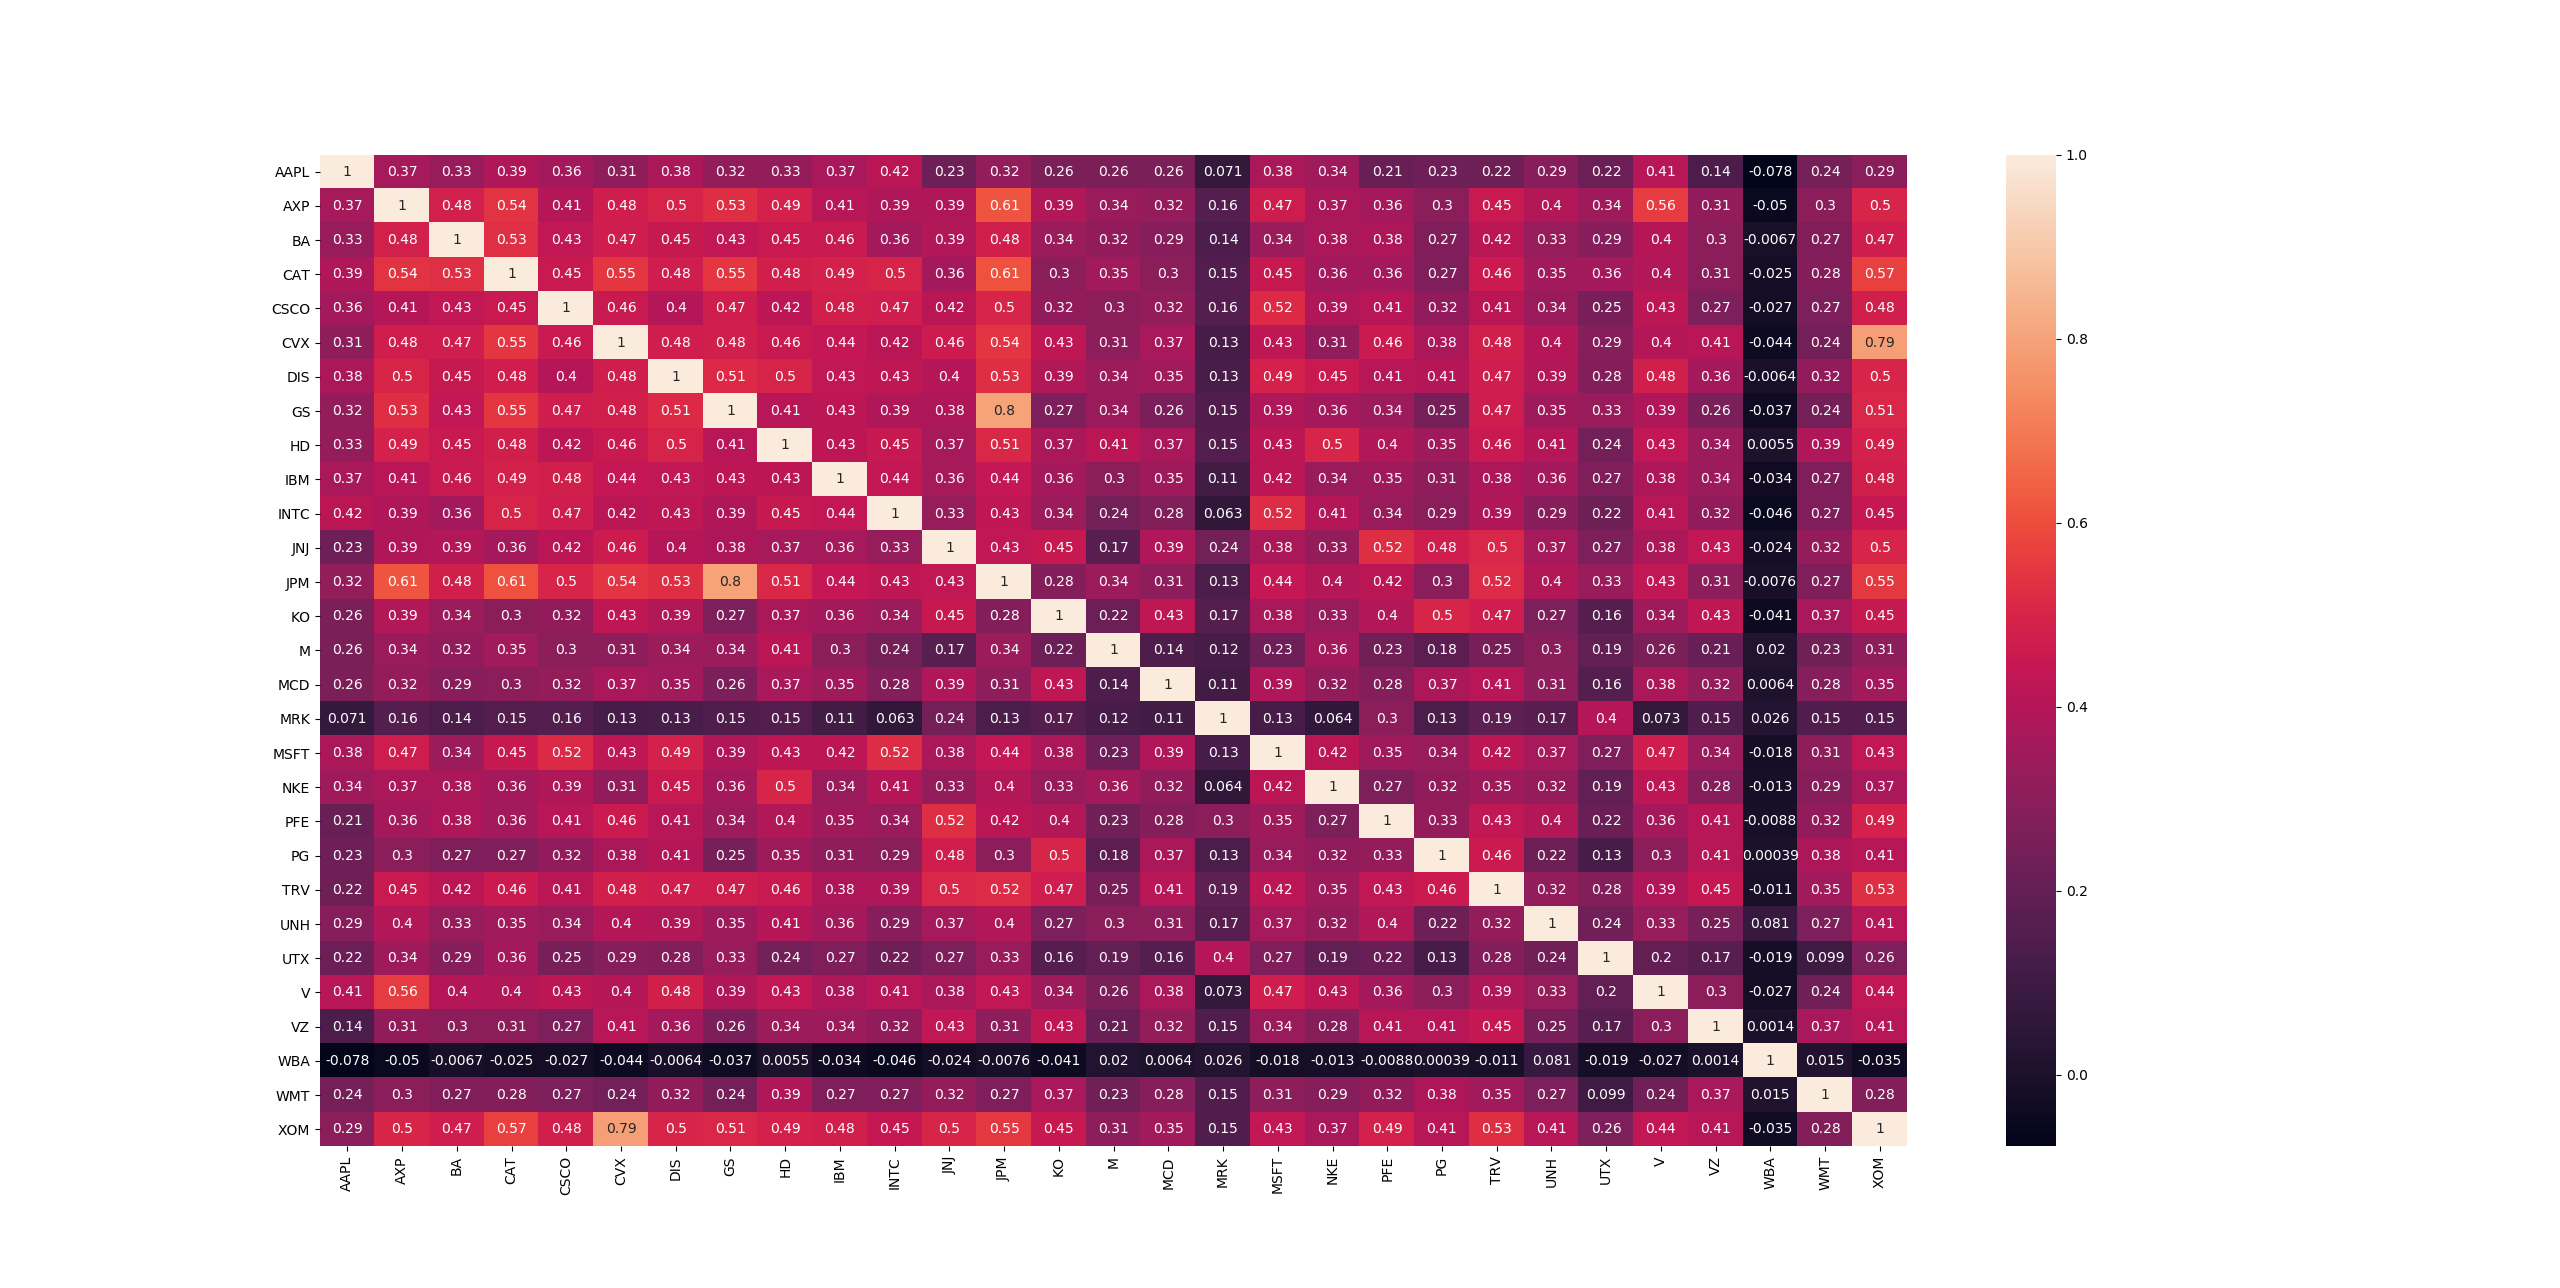 AAPL 1 0.37 0.33 0.39 0.36 0.31 0.38 0.32 0.33 0.37 0.42 0.23 0.32 0.26 0.26 0.26 0.071 0.38 0.34 0.21 0.23 0.22 0.29 0.22 0.41 0.14 -0.078 0.24 0.29 1.0
AXP 0.37 1 0.48 0.54 0.41 0.48 0.5 0.53 0.49 0.41 0.39 0.39 0.61 0.39 0.34 0.32 0.16 0.47 0.37 0.36 0.3 0.45 0.4 0.34 0.56 0.31 -0.05 0.3 0.5
BA 0.33 0.48 1 0.53 0.43 0.47 0.45 0.43 0.45 0.46 0.36 0.39 0.48 0.34 0.32 0.29 0.14 0.34 0.38 0.38 0.27 0.42 0.33 0.29 0.4 0.3 -0.0067 0.27 0.47
CAT 0.39 0.54 0.53 1 0.45 0.55 0.48 0.55 0.48 0.49 0.5 0.36 0.61 0.3 0.35 0.3 0.15 0.45 0.36 0.36 0.27 0.46 0.35 0.36 0.4 0.31 -0.025 0.28 0.57
CSCO 0.36 0.41 0.43 0.45 1 0.46 0.4 0.47 0.42 0.48 0.47 0.42 0.5 0.32 0.3 0.32 0.16 0.52 0.39 0.41 0.32 0.41 0.34 0.25 0.43 0.27 -0.027 0.27 0.48
CVX 0.31 0.48 0.47 0.55 0.46 1 0.48 0.48 0.46 0.44 0.42 0.46 0.54 0.43 0.31 0.37 0.13 0.43 0.31 0.46 0.38 0.48 0.4 0.29 0.4 0.41 -0.044 0.24 0.79 0.8
DIS 0.38 0.5 0.45 0.48 0.4 0.48 1 0.51 0.5 0.43 0.43 0.4 0.53 0.39 0.34 0.35 0.13 0.49 0.45 0.41 0.41 0.47 0.39 0.28 0.48 0.36 -0.0064 0.32 0.5
GS 0.32 0.53 0.43 0.55 0.47 0.48 0.51 1 0.41 0.43 0.39 0.38 0.8 0.27 0.34 0.26 0.15 0.39 0.36 0.34 0.25 0.47 0.35 0.33 0.39 0.26 -0.037 0.24 0.51
HD 0.33 0.49 0.45 0.48 0.42 0.46 0.5 0.41 1 0.43 0.45 0.37 0.51 0.37 0.41 0.37 0.15 0.43 0.5 0.4 0.35 0.46 0.41 0.24 0.43 0.34 0.0055 0.39 0.49
IBM 0.37 0.41 0.46 0.49 0.48 0.44 0.43 0.43 0.43 1 0.44 0.36 0.44 0.36 0.3 0.35 0.11 0.42 0.34 0.35 0.31 0.38 0.36 0.27 0.38 0.34 -0.034 0.27 0.48
INTC 0.42 0.39 0.36 0.5 0.47 0.42 0.43 0.39 0.45 0.44 1 0.33 0.43 0.34 0.24 0.28 0.063 0.52 0.41 0.34 0.29 0.39 0.29 0.22 0.41 0.32 -0.046 0.27 0.45 0.6
JNJ 0.23 0.39 0.39 0.36 0.42 0.46 0.4 0.38 0.37 0.36 0.33 1 0.43 0.45 0.17 0.39 0.24 0.38 0.33 0.52 0.48 0.5 0.37 0.27 0.38 0.43 -0.024 0.32 0.5
JPM 0.32 0.61 0.48 0.61 0.5 0.54 0.53 0.8 0.51 0.44 0.43 0.43 1 0.28 0.34 0.31 0.13 0.44 0.4 0.42 0.3 0.52 0.4 0.33 0.43 0.31 -0.0076 0.27 0.55
KO 0.26 0.39 0.34 0.3 0.32 0.43 0.39 0.27 0.37 0.36 0.34 0.45 0.28 1 0.22 0.43 0.17 0.38 0.33 0.4 0.5 0.47 0.27 0.16 0.34 0.43 -0.041 0.37 0.45
M 0.26 0.34 0.32 0.35 0.3 0.31 0.34 0.34 0.41 0.3 0.24 0.17 0.34 0.22 1 0.14 0.12 0.23 0.36 0.23 0.18 0.25 0.3 0.19 0.26 0.21 0.02 0.23 0.31
MCD 0.26 0.32 0.29 0.3 0.32 0.37 0.35 0.26 0.37 0.35 0.28 0.39 0.31 0.43 0.14 1 0.11 0.39 0.32 0.28 0.37 0.41 0.31 0.16 0.38 0.32 0.0064 0.28 0.35
MRK 0.071 0.16 0.14 0.15 0.16 0.13 0.13 0.15 0.15 0.11 0.063 0.24 0.13 0.17 0.12 0.11 1 0.13 0.064 0.3 0.13 0.19 0.17 0.4 0.073 0.15 0.026 0.15 0.15 0.4
MSFT 0.38 0.47 0.34 0.45 0.52 0.43 0.49 0.39 0.43 0.42 0.52 0.38 0.44 0.38 0.23 0.39 0.13 1 0.42 0.35 0.34 0.42 0.37 0.27 0.47 0.34 -0.018 0.31 0.43
NKE 0.34 0.37 0.38 0.36 0.39 0.31 0.45 0.36 0.5 0.34 0.41 0.33 0.4 0.33 0.36 0.32 0.064 0.42 1 0.27 0.32 0.35 0.32 0.19 0.43 0.28 -0.013 0.29 0.37
PFE 0.21 0.36 0.38 0.36 0.41 0.46 0.41 0.34 0.4 0.35 0.34 0.52 0.42 0.4 0.23 0.28 0.3 0.35 0.27 1 0.33 0.43 0.4 0.22 0.36 0.41 -0.0088 0.32 0.49
PG 0.23 0.3 0.27 0.27 0.32 0.38 0.41 0.25 0.35 0.31 0.29 0.48 0.3 0.5 0.18 0.37 0.13 0.34 0.32 0.33 1 0.46 0.22 0.13 0.3 0.41 0.00039 0.38 0.41
TRV 0.22 0.45 0.42 0.46 0.41 0.48 0.47 0.47 0.46 0.38 0.39 0.5 0.52 0.47 0.25 0.41 0.19 0.42 0.35 0.43 0.46 1 0.32 0.28 0.39 0.45 -0.011 0.35 0.53 0.2
UNH 0.29 0.4 0.33 0.35 0.34 0.4 0.39 0.35 0.41 0.36 0.29 0.37 0.4 0.27 0.3 0.31 0.17 0.37 0.32 0.4 0.22 0.32 1 0.24 0.33 0.25 0.081 0.27 0.41
UTX 0.22 0.34 0.29 0.36 0.25 0.29 0.28 0.33 0.24 0.27 0.22 0.27 0.33 0.16 0.19 0.16 0.4 0.27 0.19 0.22 0.13 0.28 0.24 1 0.2 0.17 -0.019 0.099 0.26
V 0.41 0.56 0.4 0.4 0.43 0.4 0.48 0.39 0.43 0.38 0.41 0.38 0.43 0.34 0.26 0.38 0.073 0.47 0.43 0.36 0.3 0.39 0.33 0.2 1 0.3 -0.027 0.24 0.44
VZ 0.14 0.31 0.3 0.31 0.27 0.41 0.36 0.26 0.34 0.34 0.32 0.43 0.31 0.43 0.21 0.32 0.15 0.34 0.28 0.41 0.41 0.45 0.25 0.17 0.3 1 0.0014 0.37 0.41
WBA -0.078 -0.05 -0.0067 -0.025 -0.027 -0.044 -0.0064 -0.037 0.0055 -0.034 -0.046 -0.024 -0.0076 -0.041 0.02 0.0064 0.026 -0.018 -0.013 -0.0088 0.00039 -0.011 0.081 -0.019 -0.027 0.0014 1 0.015 -0.035 0.0
WMT 0.24 0.3 0.27 0.28 0.27 0.24 0.32 0.24 0.39 0.27 0.27 0.32 0.27 0.37 0.23 0.28 0.15 0.31 0.29 0.32 0.38 0.35 0.27 0.099 0.24 0.37 0.015 1 0.28
XOM 0.29 0.5 0.47 0.57 0.48 0.79 0.5 0.51 0.49 0.48 0.45 0.5 0.55 0.45 0.31 0.35 0.15 0.43 0.37 0.49 0.41 0.53 0.41 0.26 0.44 0.41 -0.035 0.28 1
AAPL AXP BA CAT CSCO CVX DIS GS HD IBM INTC JNJ JPM KO M MCD MRK MSFT NKE PFE PG TRV UNH UTX V VZ WBA WMT XOM